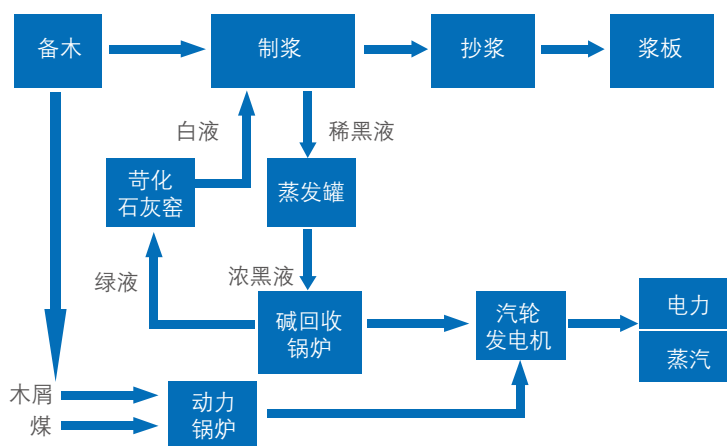 备木
制浆
抄浆
浆板
白液
稀黑液
苛化
石灰窑
蒸发罐
绿液
浓黑液
碱回收
锅炉
汽轮
发电机
电力
蒸汽
木屑
煤
动力
锅炉